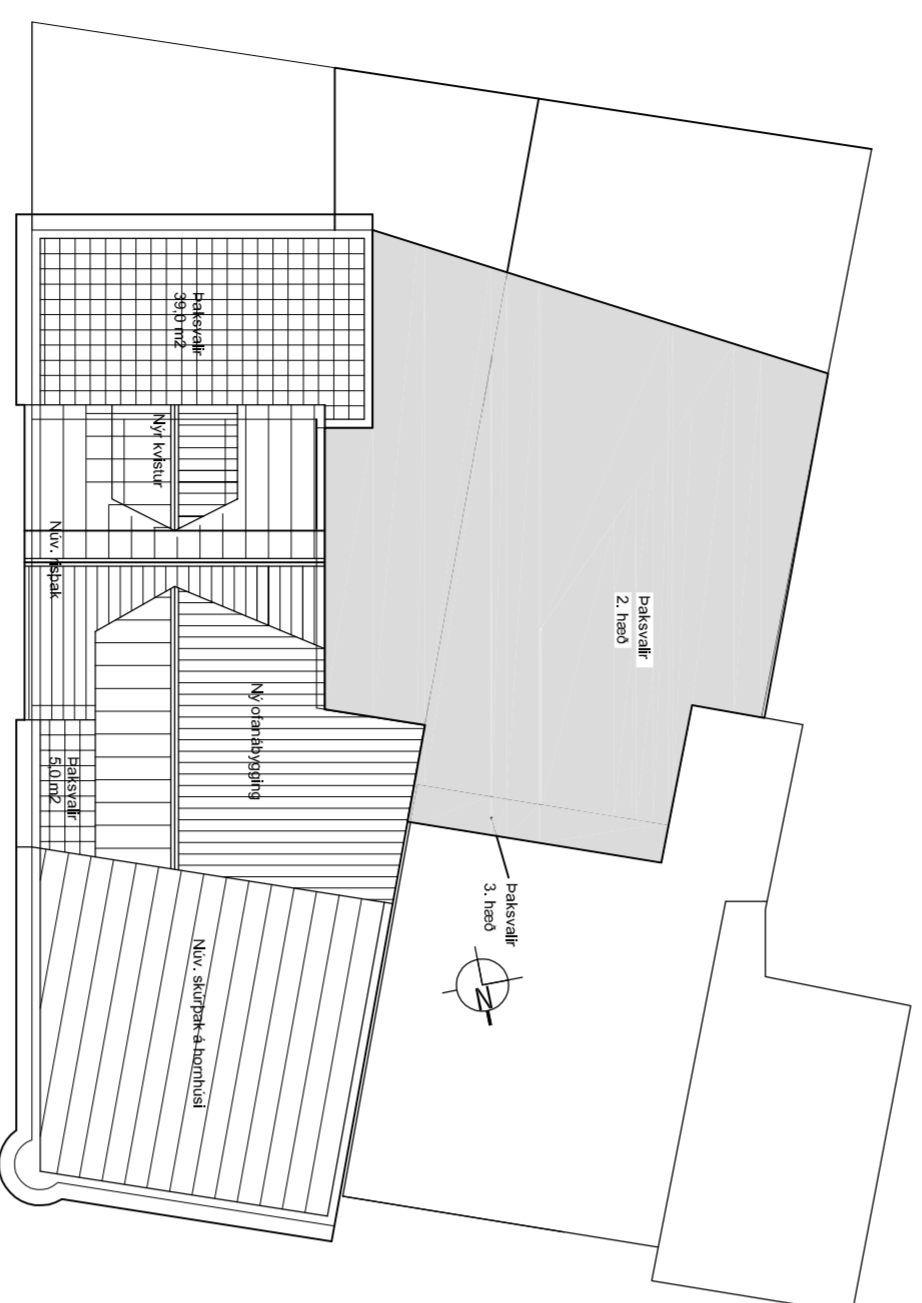 Þaksvalir
39,0 m2
Nýr kvistur
Núv. risþak
Ný ofanábygging
Þaksvalir
5,0 m2
Núv. skúrþak á hornhúsi
Þaksvalir
2. hæð
Þaksvalir
3. hæð
N